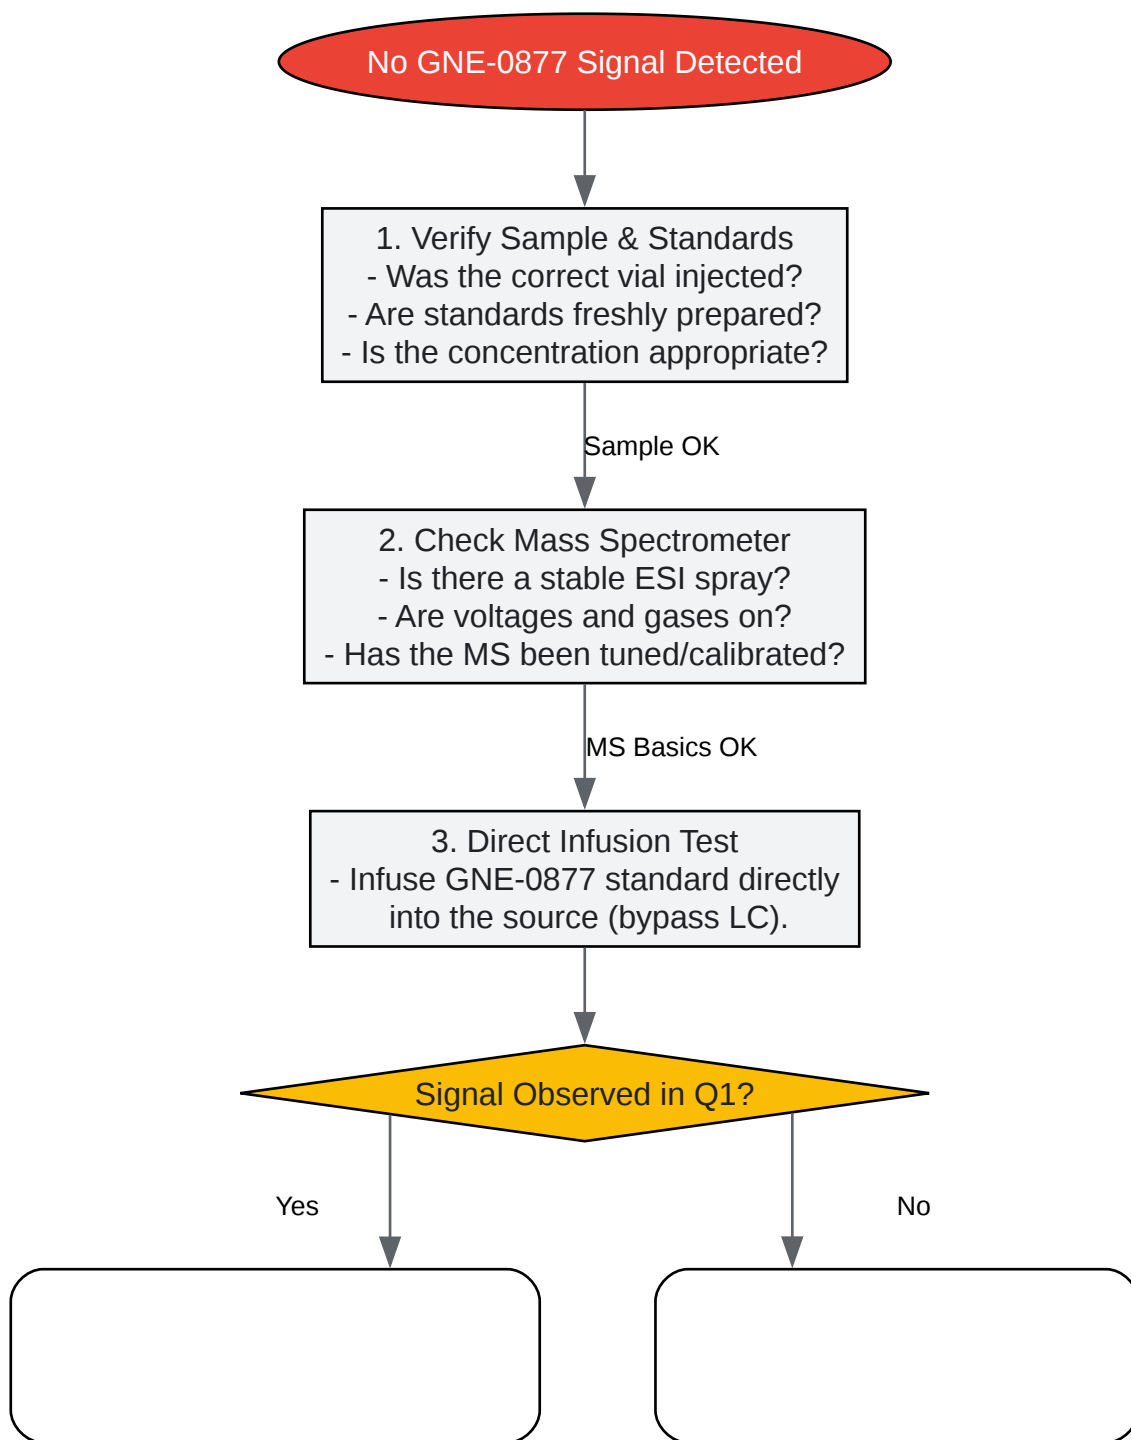 No GNE-0877 Signal Detected
1. Verify Sample & Standards
- Was the correct vial injected?
- Are standards freshly prepared?
- Is the concentration appropriate?
Sample OK
2. Check Mass Spectrometer
- Is there a stable ESI spray?
- Are voltages and gases on?
- Has the MS been tuned/calibrated?
MS Basics OK
3. Direct Infusion Test
- Infuse GNE-0877 standard directly
into the source (bypass LC).
Signal Observed in Q1?
Yes
No